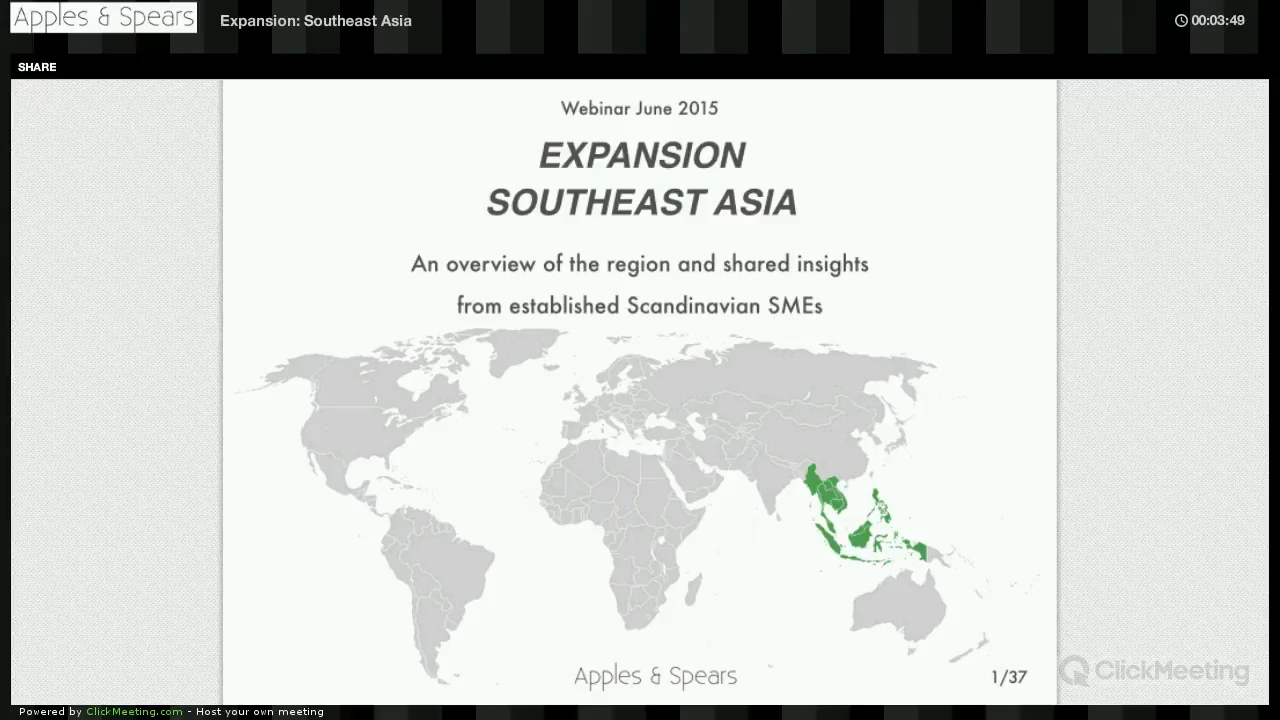 Apples & Spears
Expansion: Southeast Asia
00:03:49
SHARE
Webinar June 2015
EXPANSION
SOUTHEAST ASIA
An overview of the region and shared insights
from established Scandinavian SMEs
Apples & Spears
1/37
ClickMeeting
Powered by ClickMeeting.com - Host your own meeting